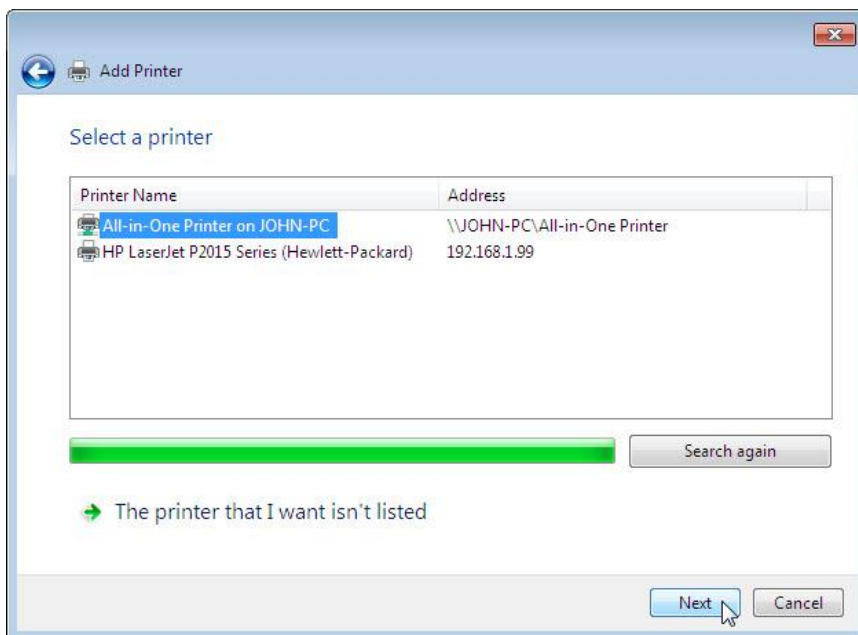 Add Printer
Select a printer
Printer Name Address
All-in-One Printer on JOHN-PC \\JOHN-PC\All-in-One Printer
HP LaserJet P2015 Series (Hewlett-Packard) 192.168.1.99
Search again
The printer that I want isn't listed
Next Cancel